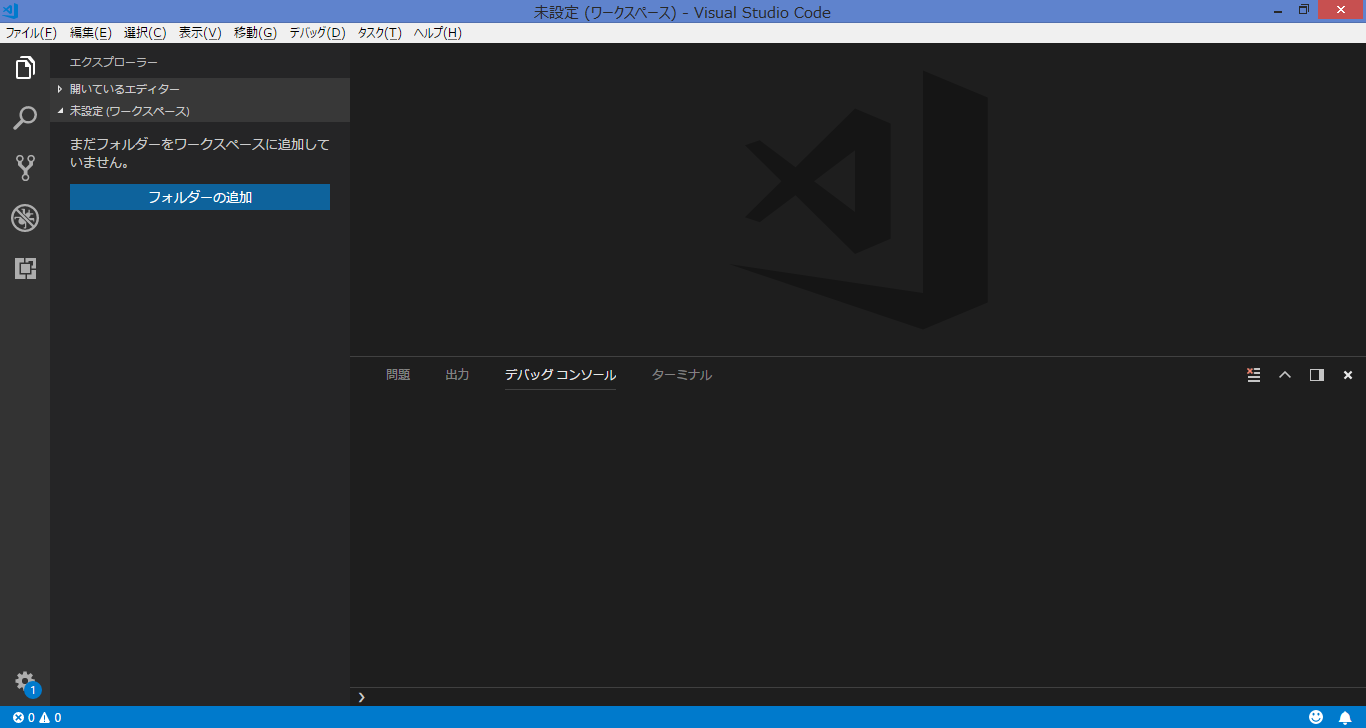 未設定 (ワークスペース) - Visual Studio Code
ファイル(F) 編集(E) 選択(C) 表示(V) 移動(G) デバッグ(D) タスク(T) ヘルプ(H)
エクスプローラー
開いているエディター
未設定 (ワークスペース)
まだフォルダーをワークスペースに追加して
いません。
フォルダーの追加
問題 出力 デバッグ コンソール ターミナル
1
0 0